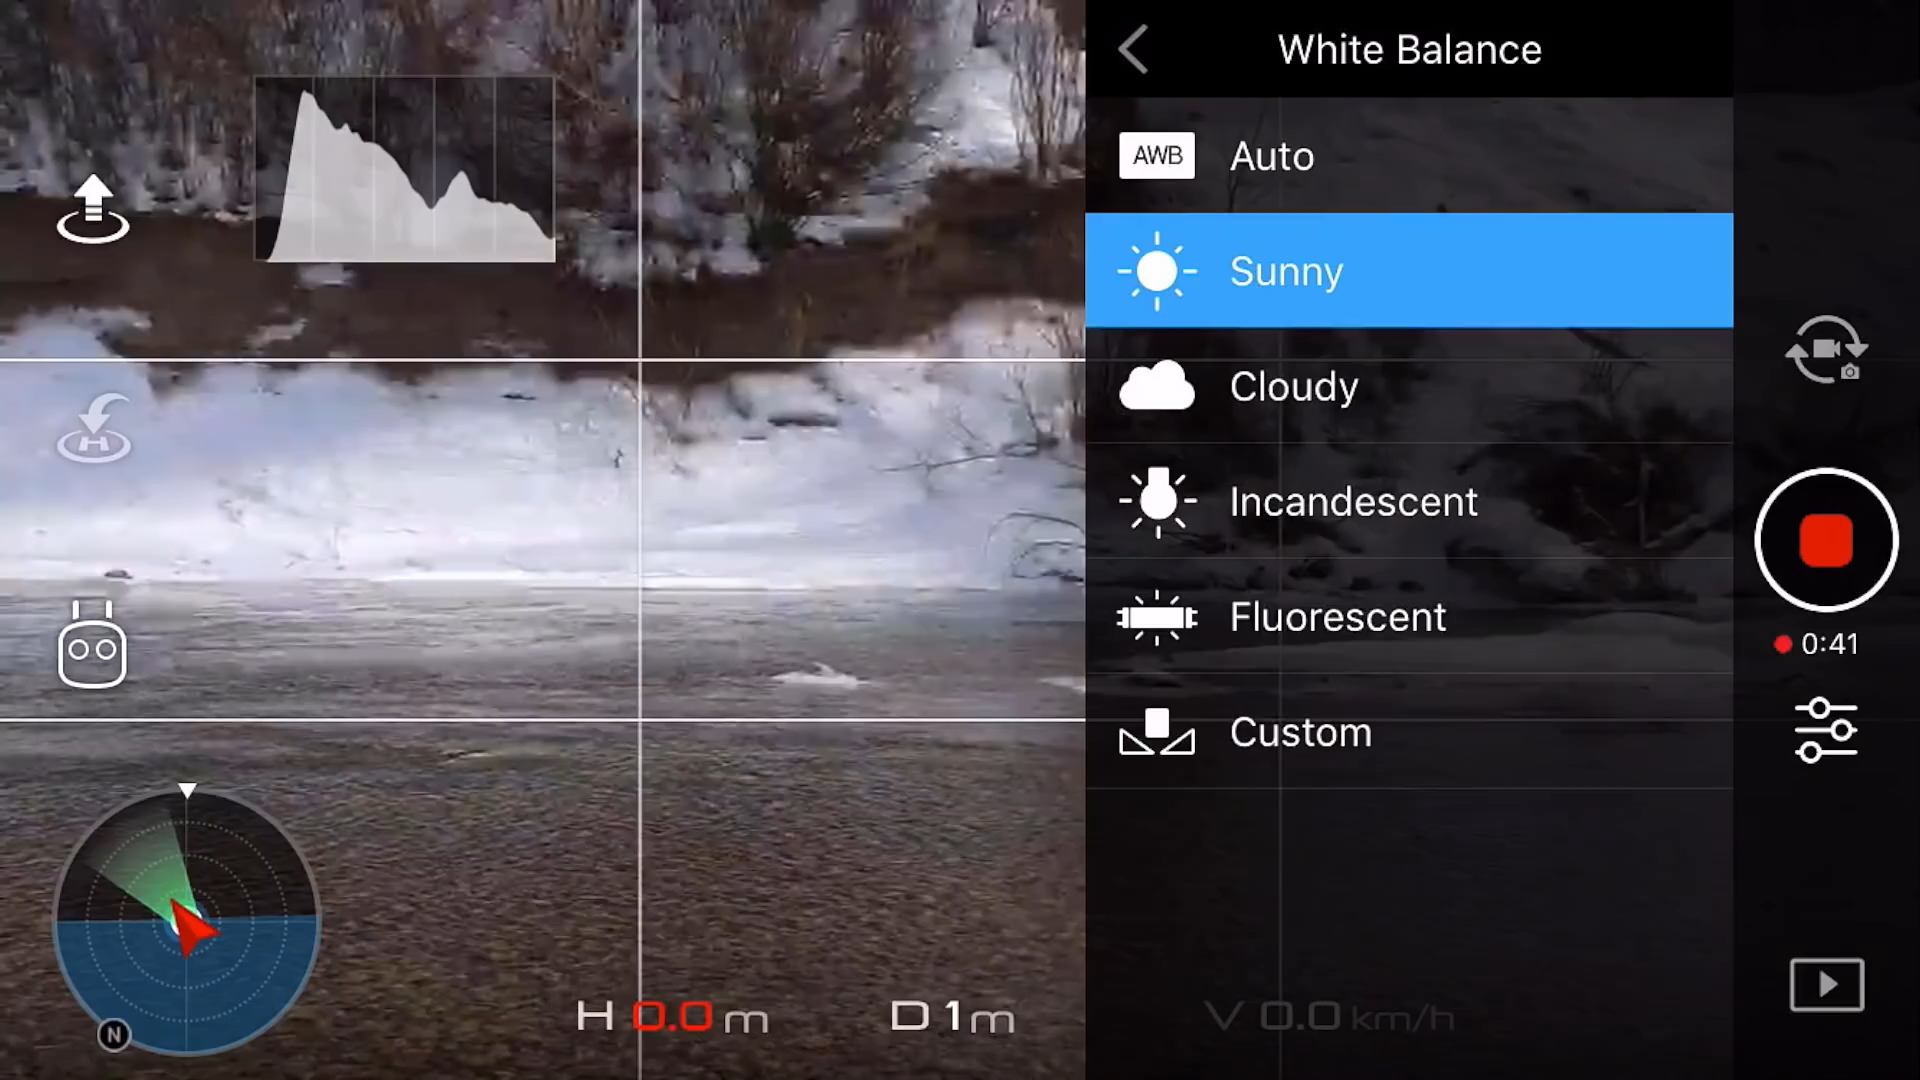 White Balance
AWB Auto
Sunny
Cloudy
Incandescent
Fluorescent
Custom
0:41
H
N
H 0.0 m
D 1 m
V 0.0 km/h